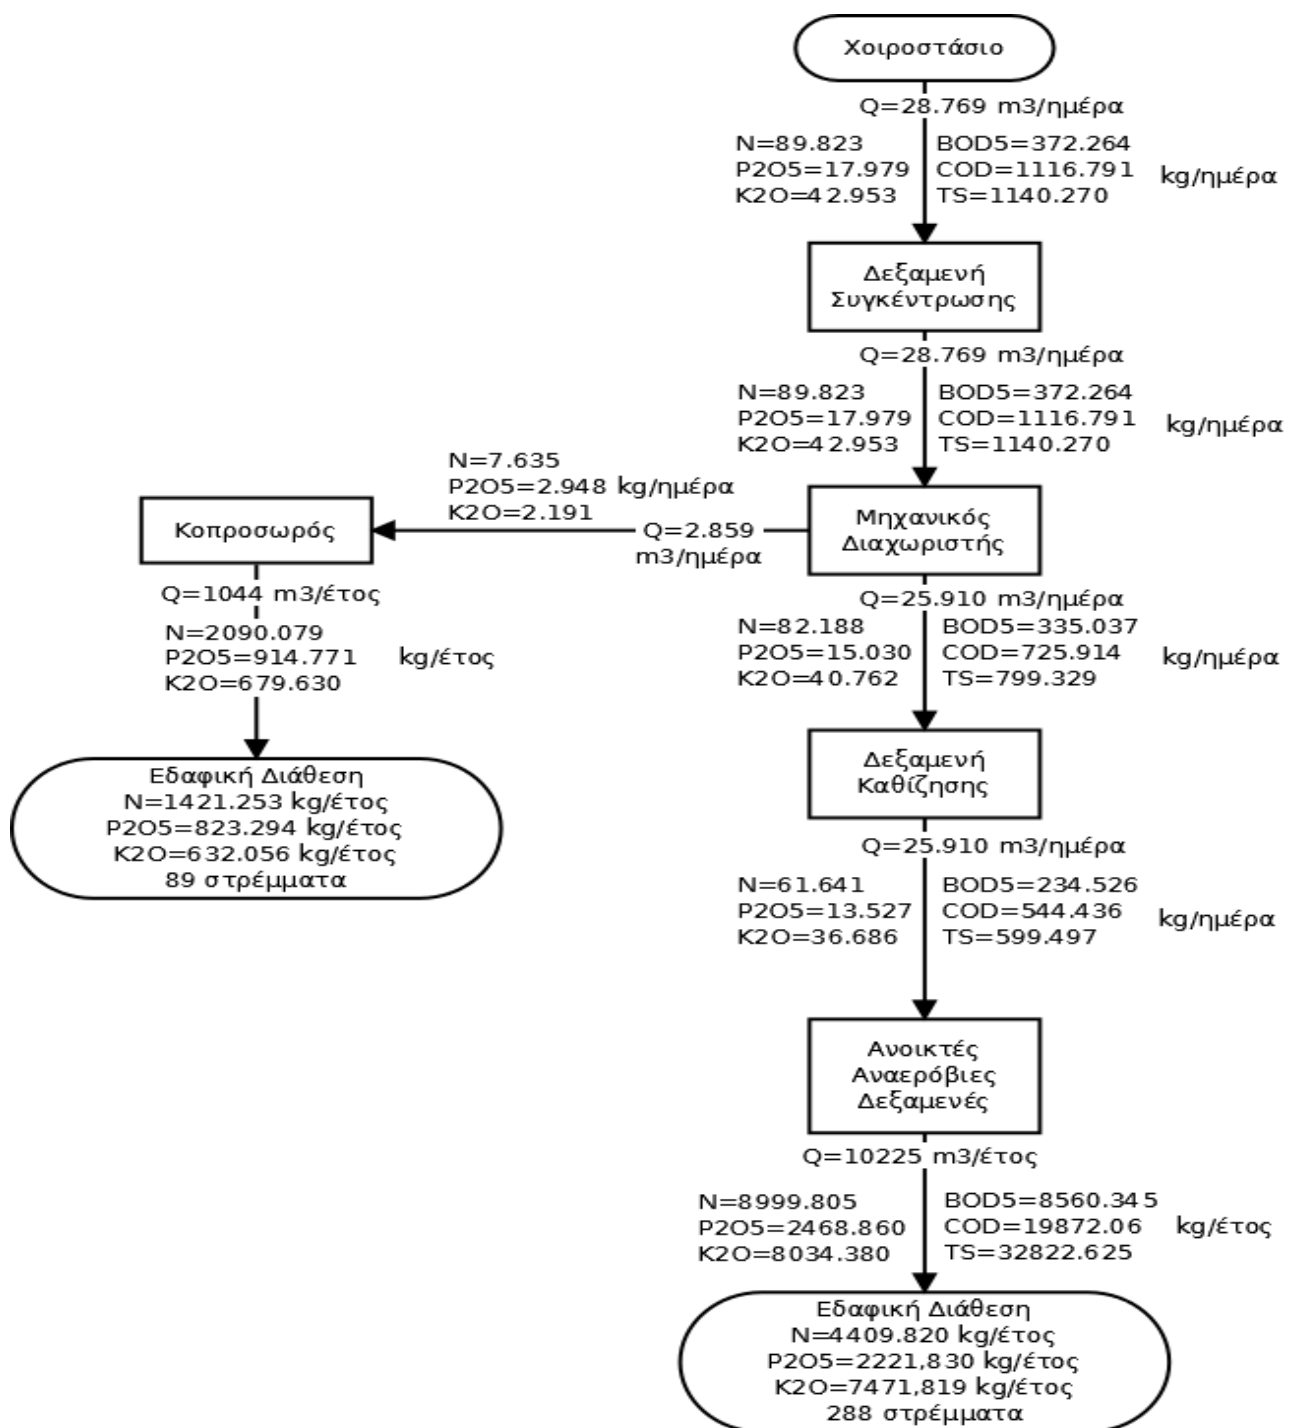 Χοιροστάσιο
Q=28.769 m3/ημέρα
N=89.823
P2O5=17.979
K2O=42.953
BOD5=372.264
COD=1116.791
TS=1140.270
kg/ημέρα
Δεξαμενή
Συγκέντρωσης
Q=28.769 m3/ημέρα
N=89.823
P2O5=17.979
K2O=42.953
BOD5=372.264
COD=1116.791
TS=1140.270
kg/ημέρα
Μηχανικός
Διαχωριστής
N=7.635
P2O5=2.948 kg/ημέρα
K2O=2.191
Q=2.859
m3/ημέρα
Κοπροσωρός
Q=1044 m3/έτος
N=2090.079
P2O5=914.771
K2O=679.630
kg/έτος
Εδαφική Διάθεση
N=1421.253 kg/έτος
P2O5=823.294 kg/έτος
K2O=632.056 kg/έτος
89 στρέμματα
Q=25.910 m3/ημέρα
N=82.188
P2O5=15.030
K2O=40.762
BOD5=335.037
COD=725.914
TS=799.329
kg/ημέρα
Δεξαμενή
Καθίζησης
Q=25.910 m3/ημέρα
N=61.641
P2O5=13.527
K2O=36.686
BOD5=234.526
COD=544.436
TS=599.497
kg/ημέρα
Ανοικτές
Αναερόβιες
Δεξαμενές
Q=10225 m3/έτος
N=8999.805
P2O5=2468.860
K2O=8034.380
BOD5=8560.345
COD=19872.06
TS=32822.625
kg/έτος
Εδαφική Διάθεση
N=4409.820 kg/έτος
P2O5=2221,830 kg/έτος
K2O=7471,819 kg/έτος
288 στρέμματα